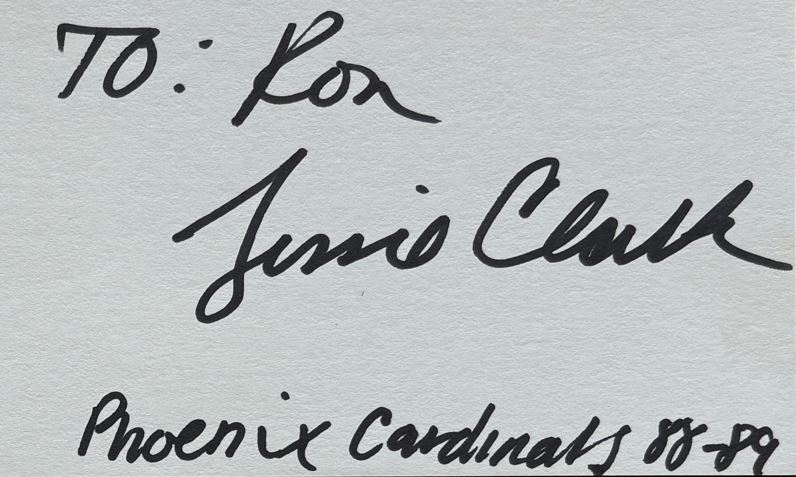 TO: Ron
Jessie Clark
Phoenix Cardinals 88-89